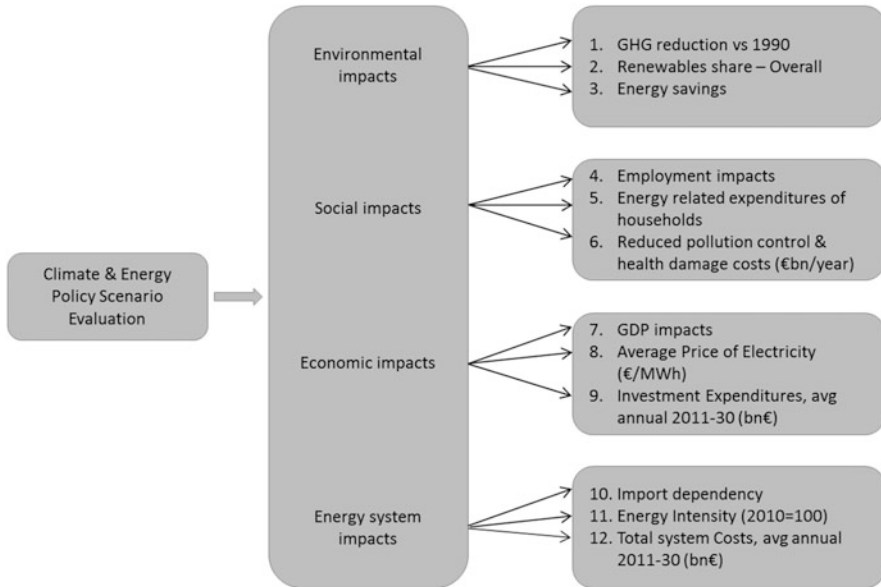 Climate & Energy
Policy Scenario
Evaluation
Environmental
impacts
1. GHG reduction vs 1990
2. Renewables share – Overall
3. Energy savings
Social impacts
4. Employment impacts
5. Energy related expenditures of
households
6. Reduced pollution control &
health damage costs (€bn/year)
Economic impacts
7. GDP impacts
8. Average Price of Electricity
(€/MWh)
9. Investment Expenditures, avg
annual 2011-30 (bn€)
Energy system
impacts
10. Import dependency
11. Energy Intensity (2010=100)
12. Total system Costs, avg annual
2011-30 (bn€)